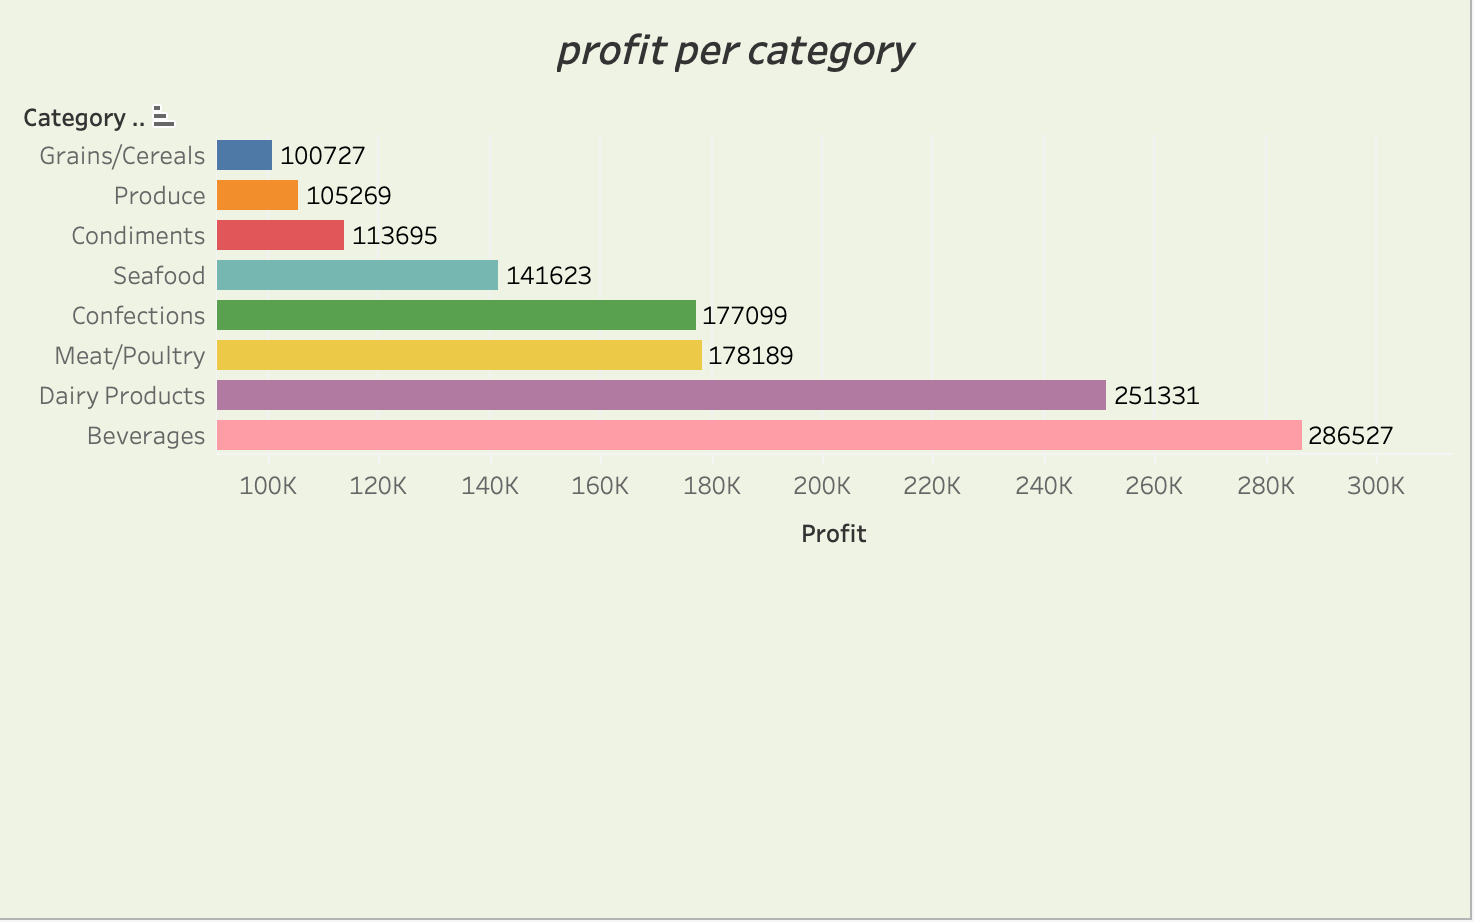 profit per category
Category ..
Grains/Cereals 100727
Produce 105269
Condiments 113695
Seafood 141623
Confections 177099
Meat/Poultry 178189
Dairy Products 251331
Beverages 286527
100K 120K 140K 160K 180K 200K 220K 240K 260K 280K 300K
Profit